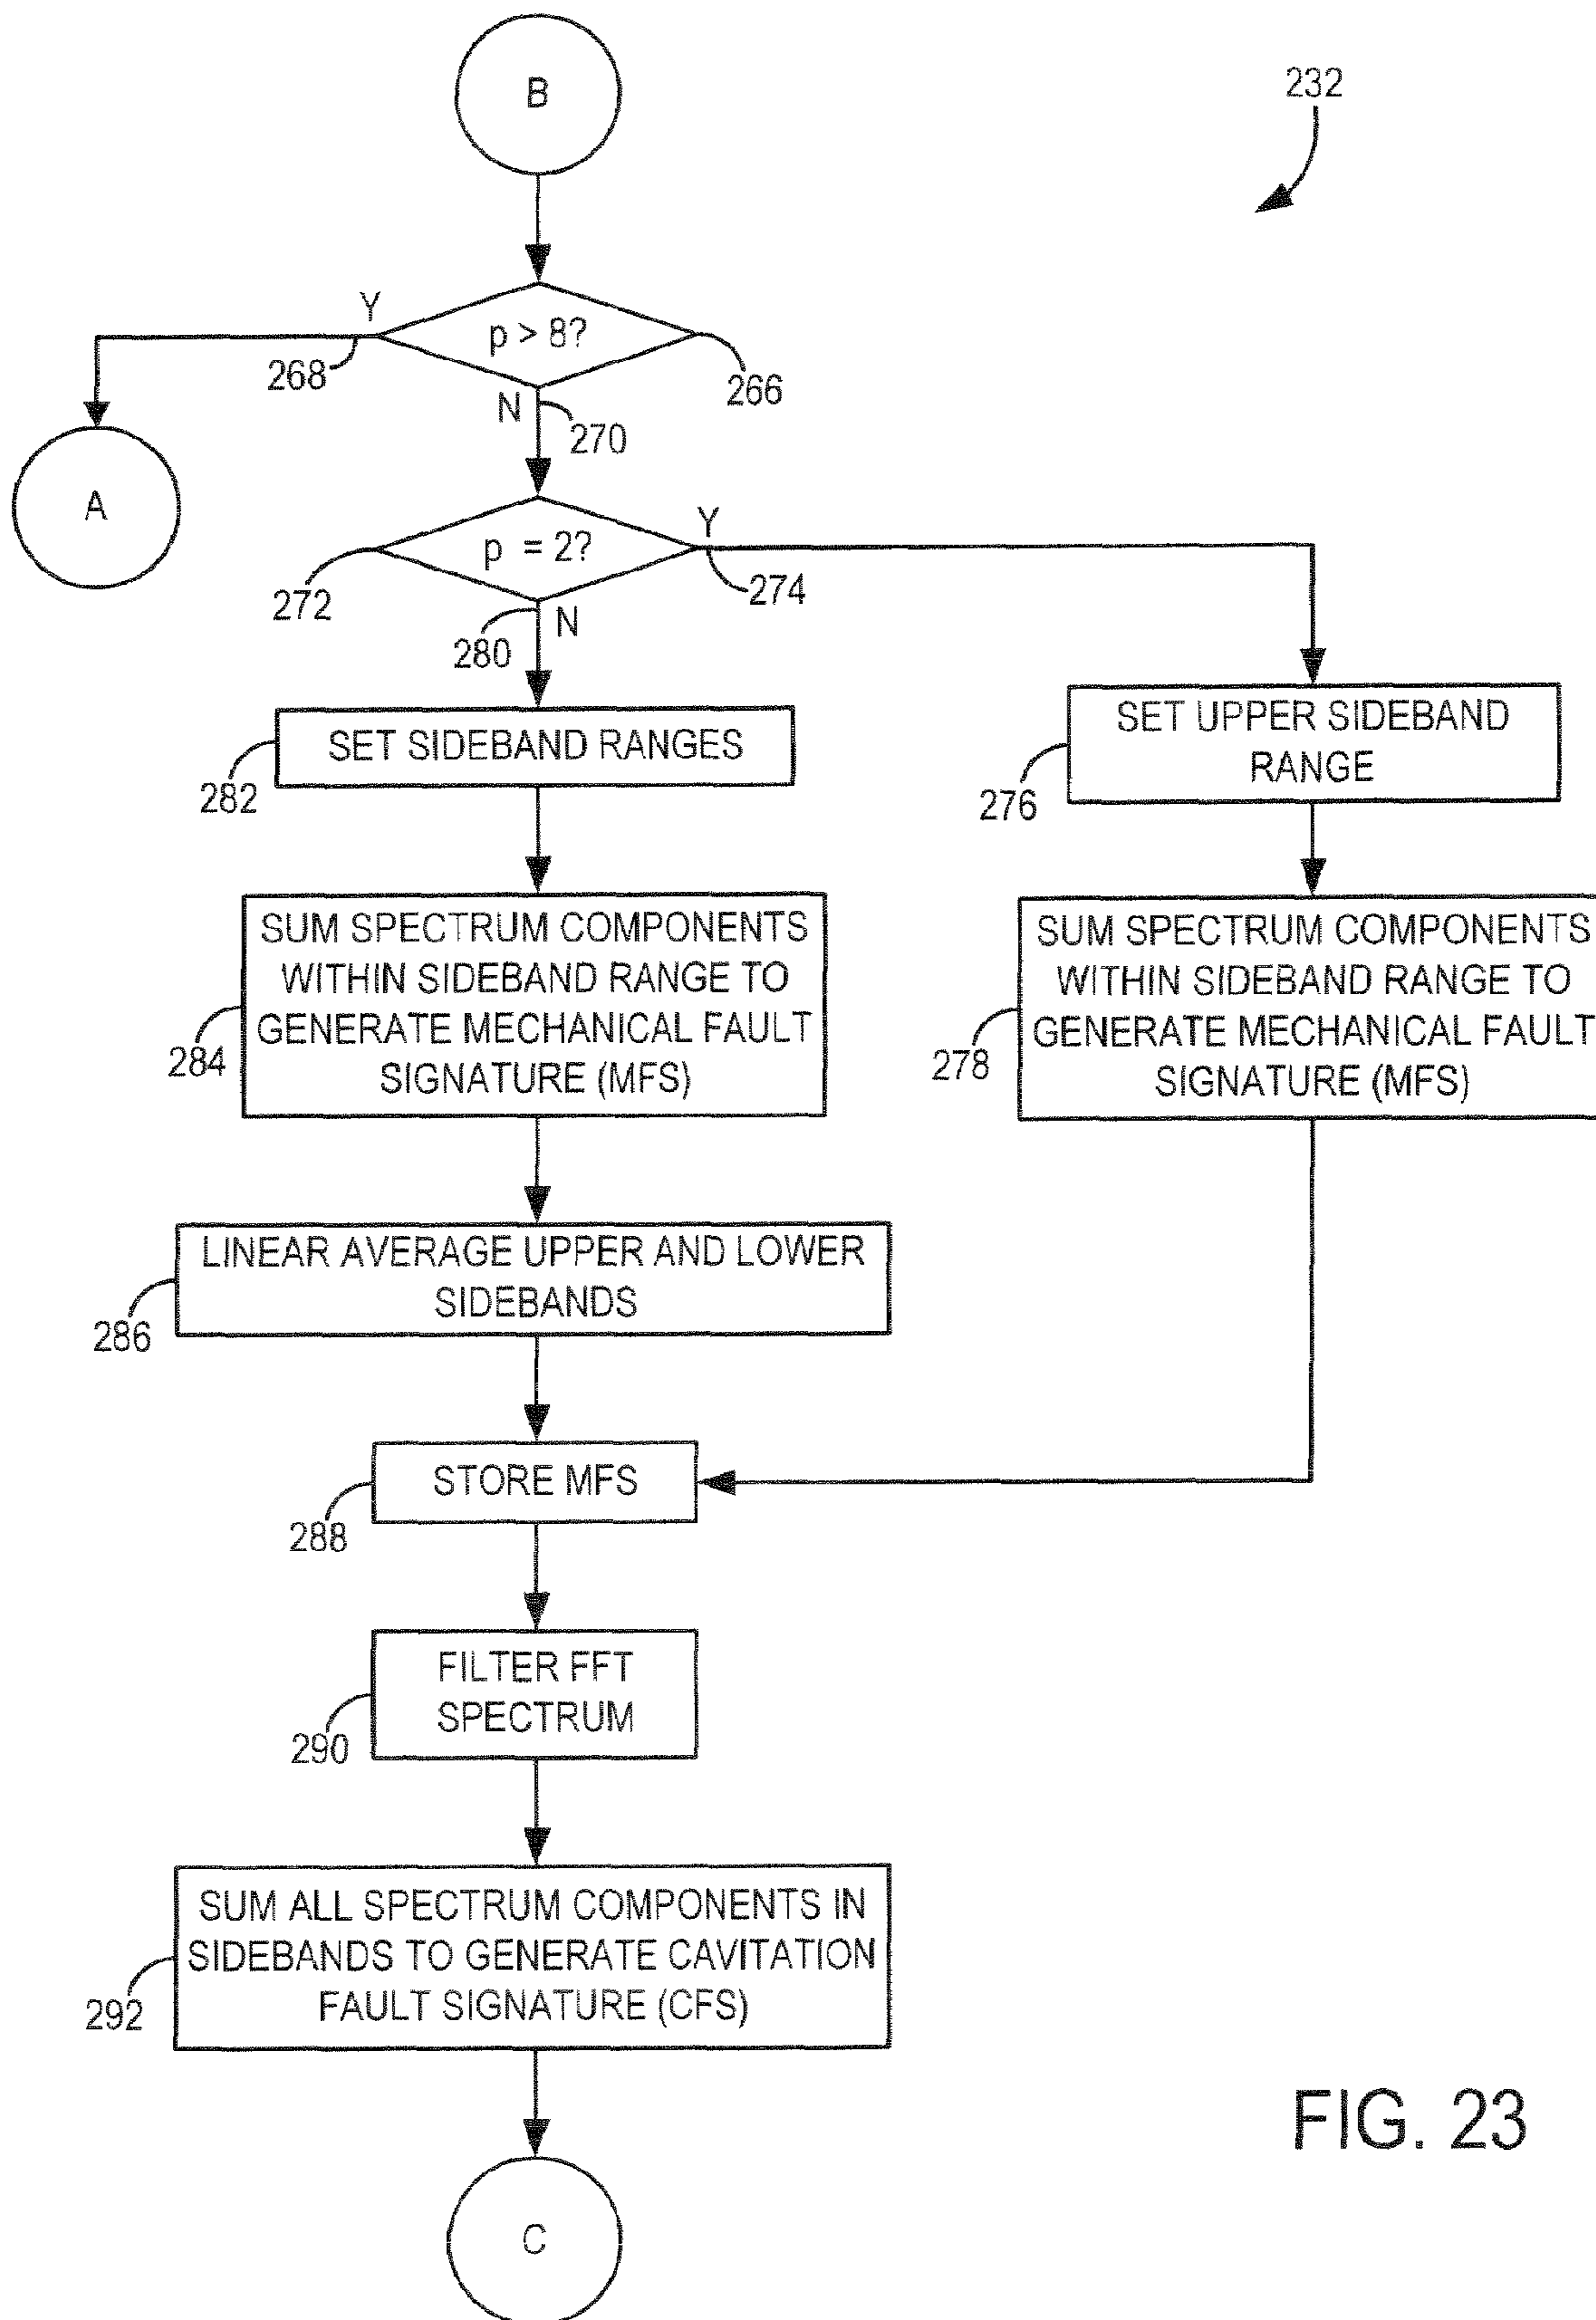 B
232
Y
p > 8?
268
266
N
270
A
Y
p = 2?
272
274
280
N
SET SIDEBAND RANGES
282
SET UPPER SIDEBAND
RANGE
276
SUM SPECTRUM COMPONENTS
WITHIN SIDEBAND RANGE TO
GENERATE MECHANICAL FAULT
SIGNATURE (MFS)
284
SUM SPECTRUM COMPONENTS
WITHIN SIDEBAND RANGE TO
GENERATE MECHANICAL FAULT
SIGNATURE (MFS)
278
LINEAR AVERAGE UPPER AND LOWER
SIDEBANDS
286
STORE MFS
288
FILTER FFT
SPECTRUM
290
SUM ALL SPECTRUM COMPONENTS IN
SIDEBANDS TO GENERATE CAVITATION
FAULT SIGNATURE (CFS)
292
C
FIG. 23